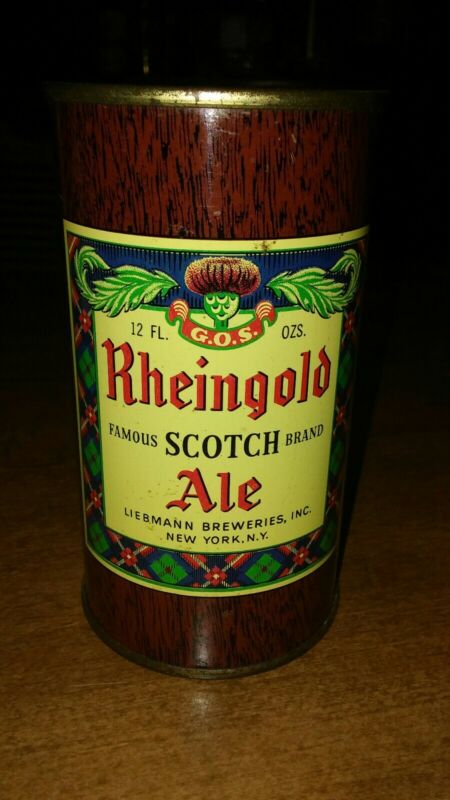 G.O.S.
12 FL. OZS.
Rheingold
FAMOUS SCOTCH BRAND
Ale
LIEBMANN BREWERIES, INC.
NEW YORK, N.Y.